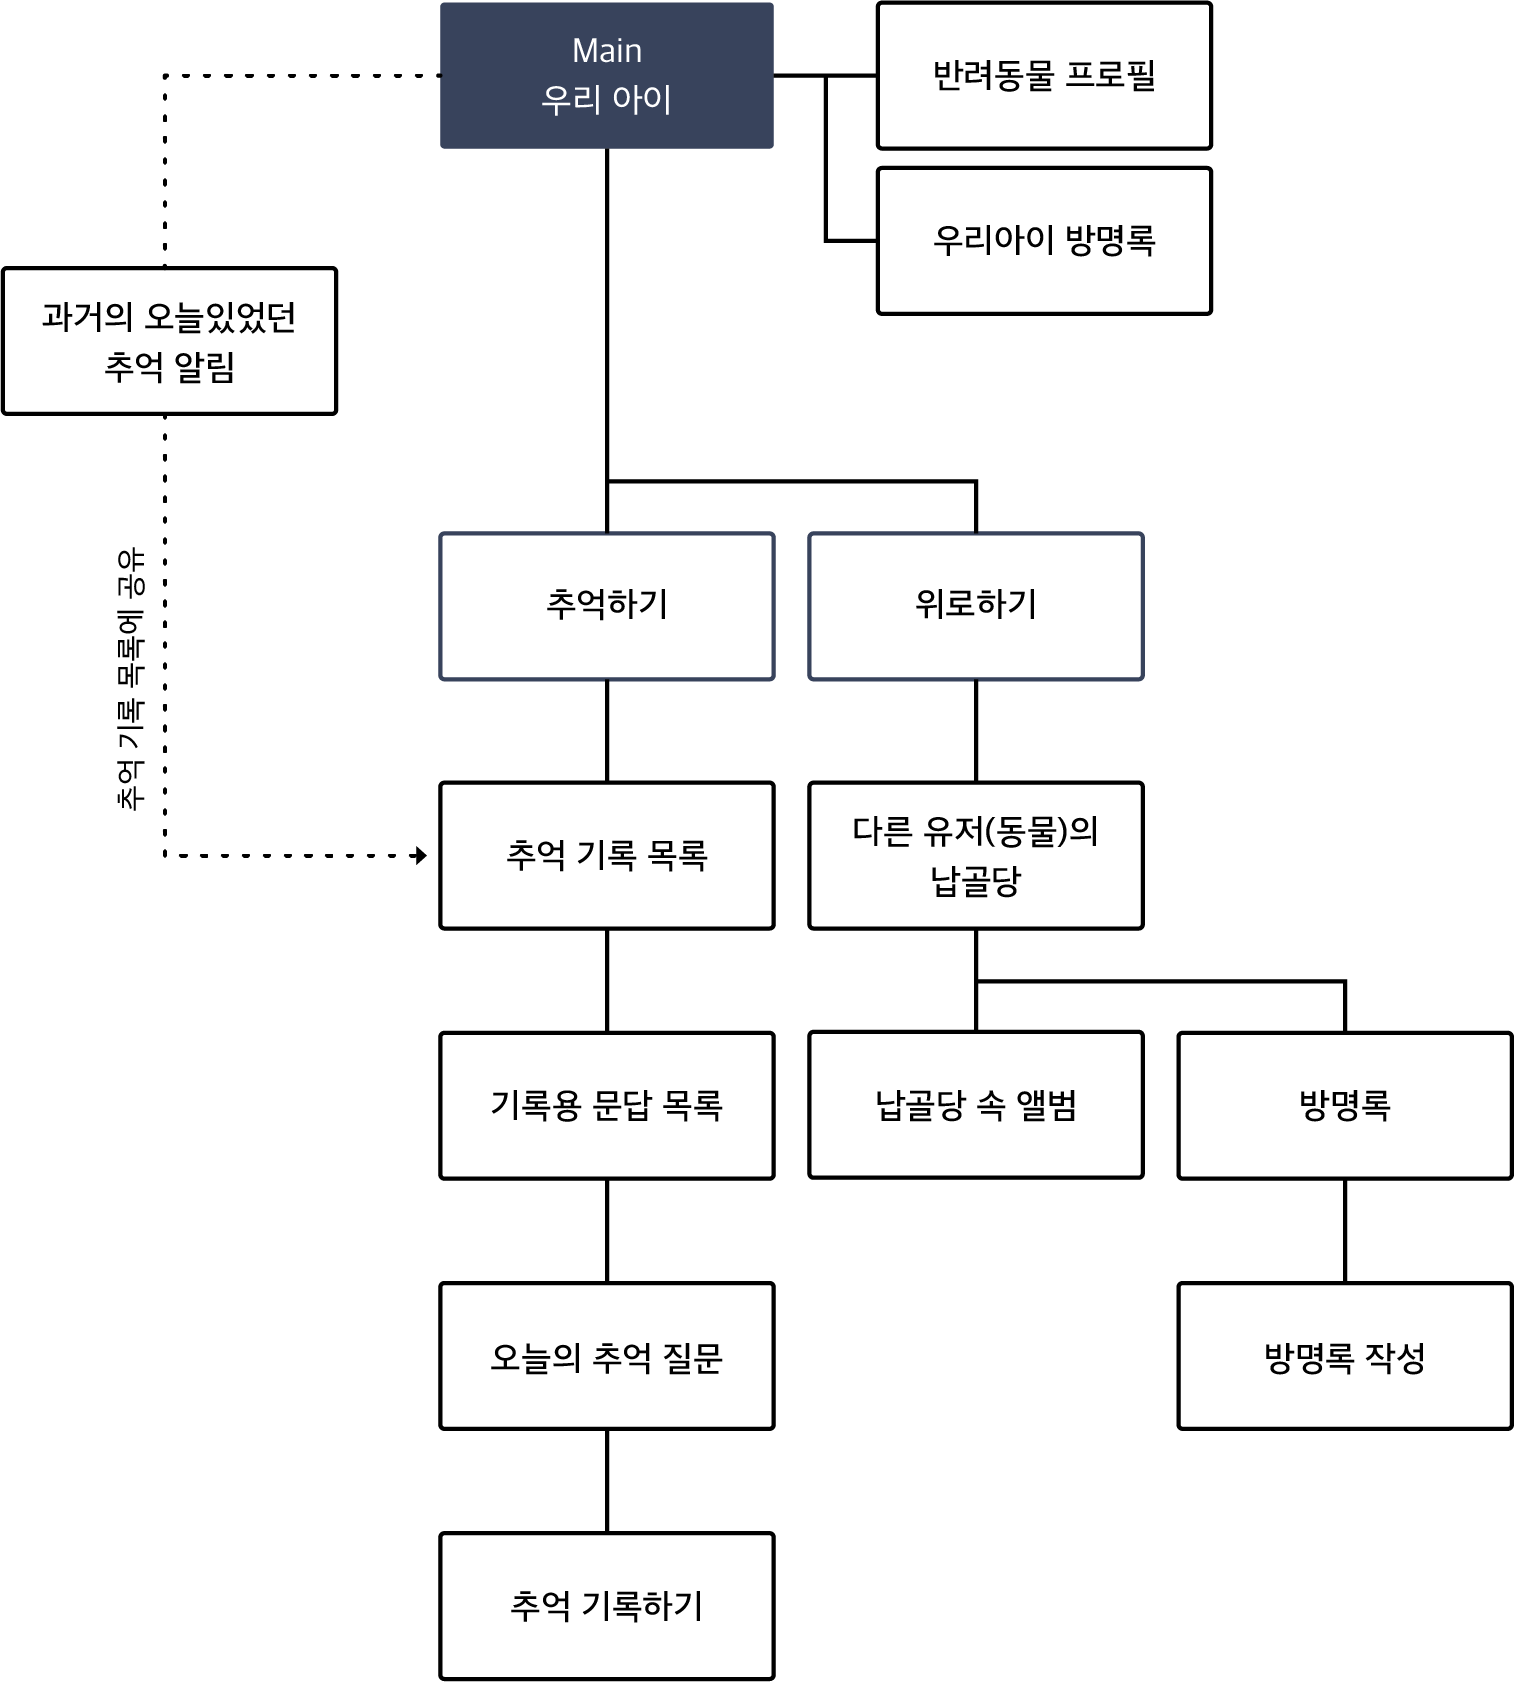 Main
우리 아이
반려동물 프로필
우리아이 방명록
과거의 오늘있었던
추억 알림
추억 기록 목록에 공유
추억하기
위로하기
추억 기록 목록
다른 유저(동물)의
납골당
기록용 문답 목록
납골당 속 앨범
방명록
오늘의 추억 질문
방명록 작성
추억 기록하기